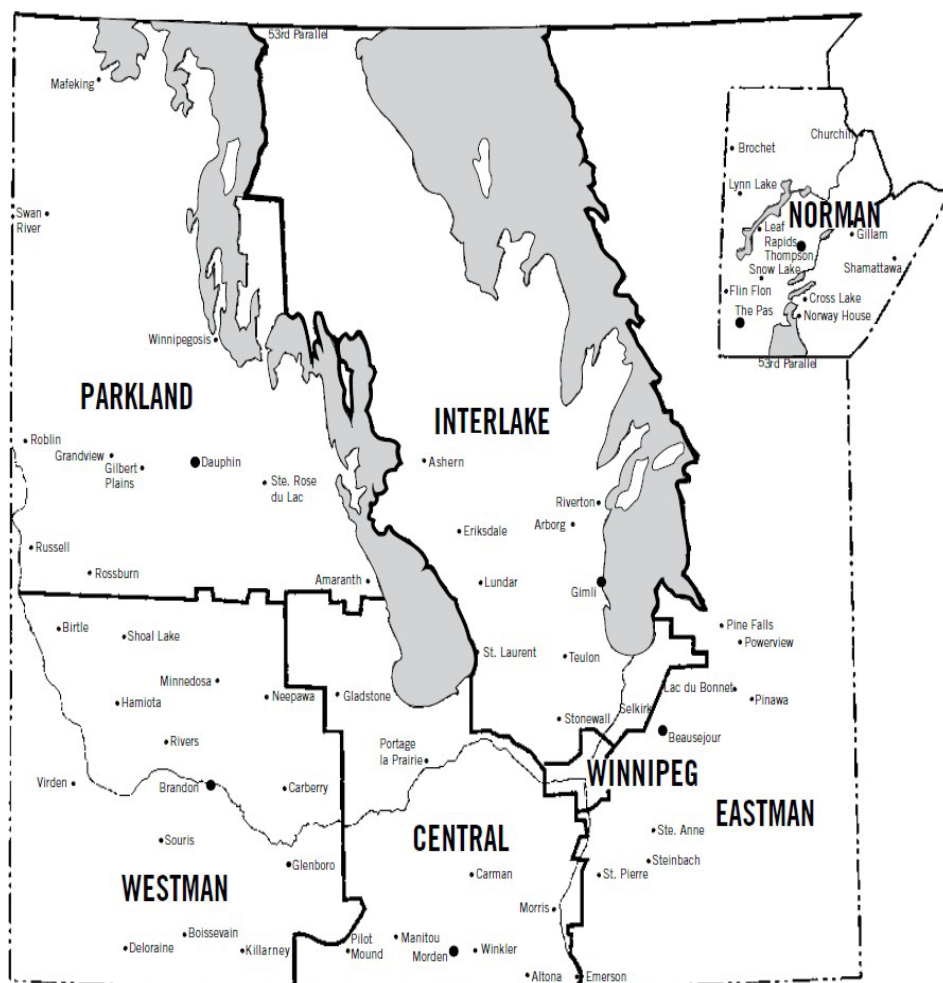 53rd Parallel
Mafeking
Churchill
Brochet
Lynn Lake
Swan
River
NORMAN
Leaf
Rapids
Gillam
Thompson
Snow Lake
Shamattawa
Flin Flon
Cross Lake
The Pas
Norway House
53rd Parallel
Winnipegosis
PARKLAND
INTERLAKE
Roblin
Grandview
Gilbert
Plains
Dauphin
Ashern
Ste. Rose
du Lac
Riverton
Arborg
Eriksdale
Russell
Rossburn
Amaranth
Lundar
Gimli
Birtle
Shoal Lake
Pine Falls
Powerview
St. Laurent
Teulon
Minnedosa
Hamiota
Neepawa
Gladstone
Lac du Bonnet
Pinawa
Selkirk
Stonewall
Beausejour
Rivers
Portage
la Prairie
WINNIPEG
Virden
Brandon
Carberry
EASTMAN
Souris
CENTRAL
Ste. Anne
Glenboro
Steinbach
Carman
St. Pierre
WESTMAN
Morris
Boissevain
Deloraine
Killarney
Pilot
Mound
Manitou
Morden
Winkler
Altona
Emerson